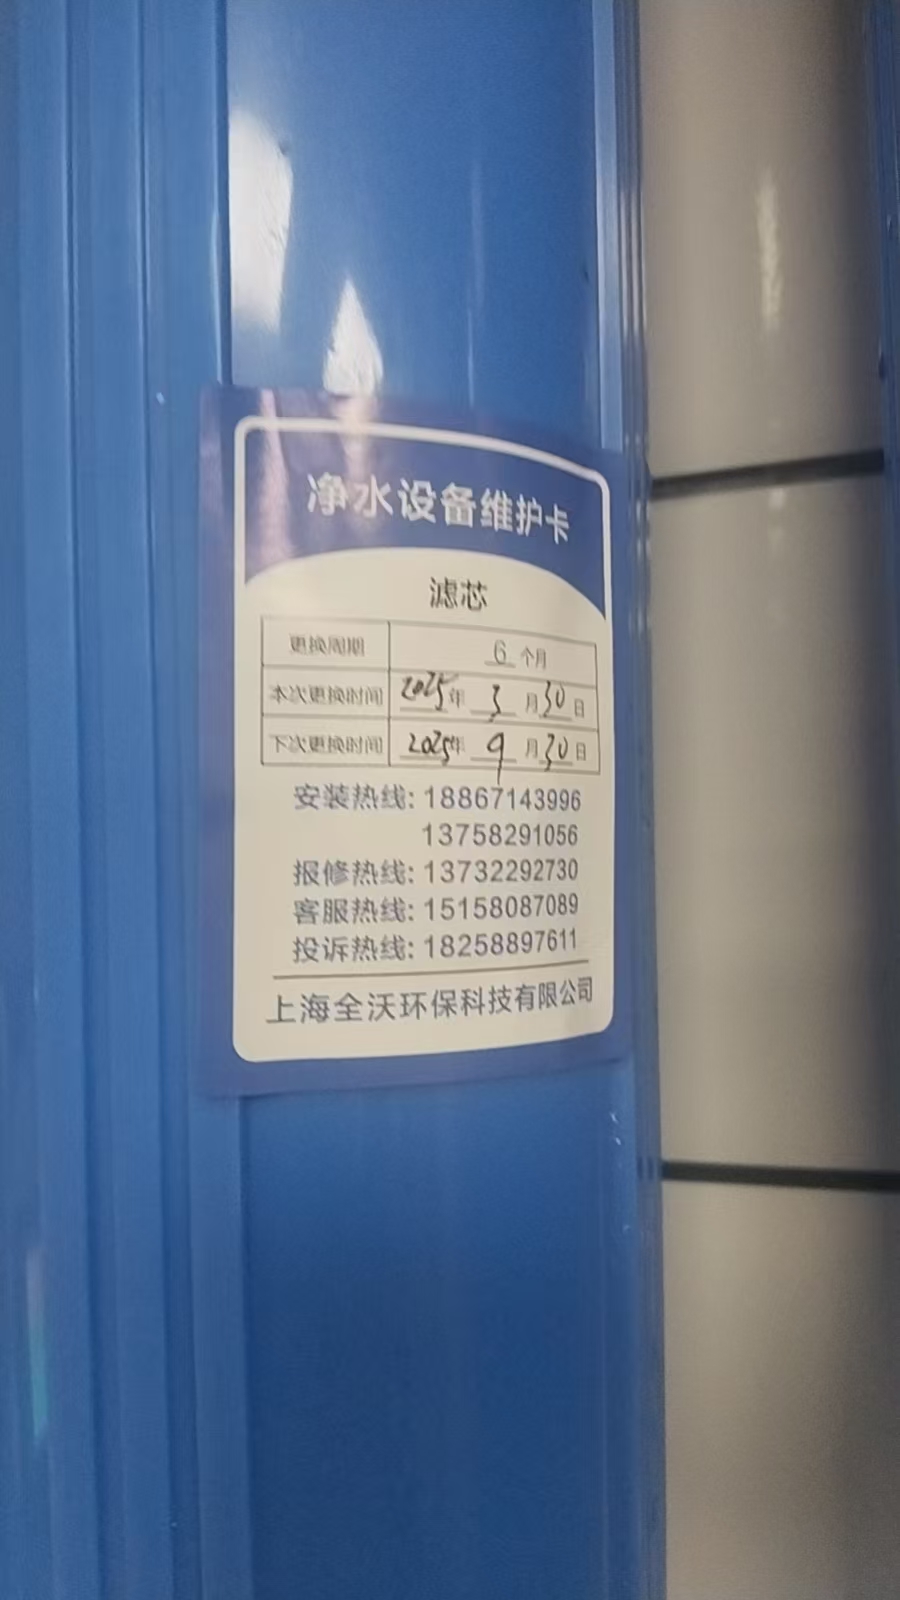 净水设备维护卡
滤芯
更换周期 6 个月
本次更换时间 2025年 3 月 30 日
下次更换时间 2025年 9 月 30 日
安装热线: 18867143996
13758291056
报修热线: 13732292730
客服热线: 15158087089
投诉热线: 18258897611
上海全沃环保科技有限公司